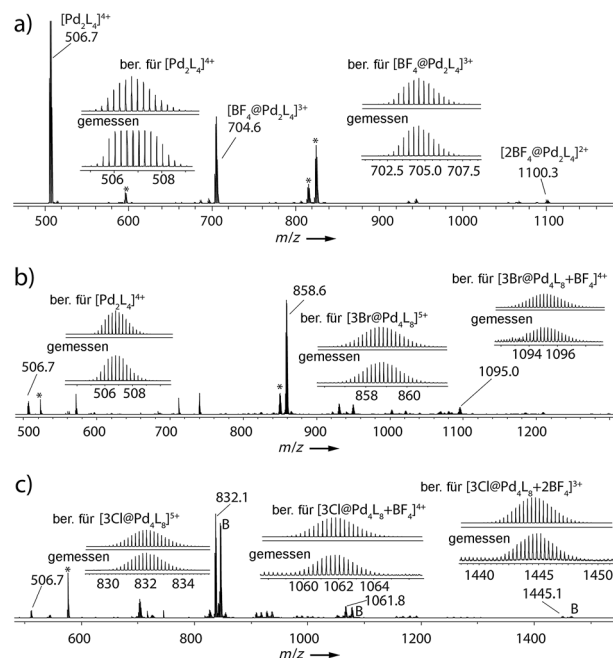 a)
[Pd₂L₄]⁴⁺
506.7
ber. für [Pd₂L₄]⁴⁺
gemessen
506 508
*
[BF₄@Pd₂L₄]³⁺
704.6
*
*
ber. für [BF₄@Pd₂L₄]³⁺
gemessen
702.5 705.0 707.5
[2BF₄@Pd₂L₄]²⁺
1100.3
500 600 700 800 900 1000 1100
m/z
b)
ber. für [Pd₂L₄]⁴⁺
gemessen
506 508
506.7
*
858.6
*
ber. für [3Br@Pd₄L₈]⁵⁺
gemessen
858 860
ber. für [3Br@Pd₄L₈+BF₄]⁴⁺
gemessen
1094 1096
1095.0
500 600 700 800 900 1000 1100 1200
m/z
c)
ber. für [3Cl@Pd₄L₈]⁵⁺
gemessen
830 832 834
506.7
*
832.1
B
ber. für [3Cl@Pd₄L₈+BF₄]⁴⁺
gemessen
1060 1062 1064
1061.8
B
ber. für [3Cl@Pd₄L₈+2BF₄]³⁺
gemessen
1440 1445 1450
1445.1
B
600 800 1000 1200 1400
m/z